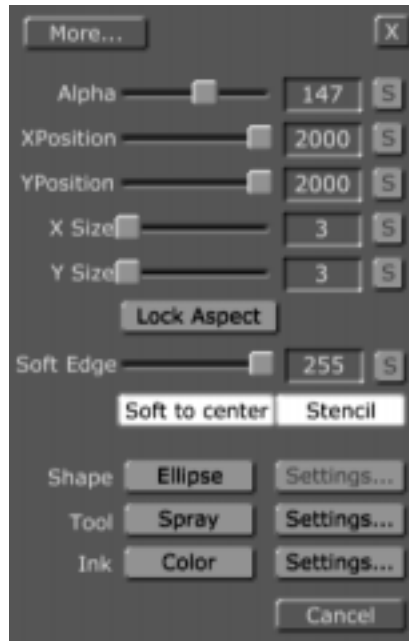 More... X
Alpha 147 S
XPosition 2000 S
YPosition 2000 S
X Size 3 S
Y Size 3 S
Lock Aspect
Soft Edge 255 S
Soft to center Stencil
Shape Ellipse Settings...
Tool Spray Settings...
Ink Color Settings...
Cancel